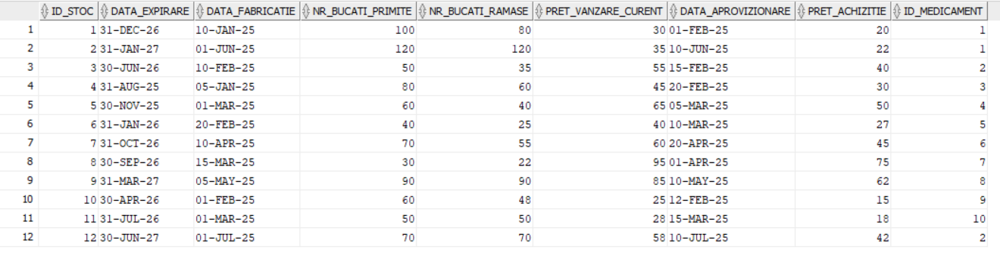 ID_STOC DATA_EXPIRARE DATA_FABRICATIE NR_BUCATI_PRIMITE NR_BUCATI_RAMASE PRET_VANZARE_CURENT DATA_APROVIZIONARE PRET_ACHIZITIE ID_MEDICAMENT
1 1 31-DEC-26 10-JAN-25 100 80 30 01-FEB-25 20 1
2 2 31-JAN-27 01-JUN-25 120 120 35 10-JUN-25 22 1
3 3 30-JUN-26 10-FEB-25 50 35 55 15-FEB-25 40 2
4 4 31-AUG-25 05-JAN-25 80 60 45 20-FEB-25 30 3
5 5 30-NOV-25 01-MAR-25 60 40 65 05-MAR-25 50 4
6 6 31-JAN-26 20-FEB-25 40 25 40 10-MAR-25 27 5
7 7 31-OCT-26 10-APR-25 70 55 60 20-APR-25 45 6
8 8 30-SEP-26 15-MAR-25 30 22 95 01-APR-25 75 7
9 9 31-MAR-27 05-MAY-25 90 90 85 10-MAY-25 62 8
10 10 30-APR-26 01-FEB-25 60 48 25 12-FEB-25 15 9
11 11 31-JUL-26 01-MAR-25 50 50 28 15-MAR-25 18 10
12 12 30-JUN-27 01-JUL-25 70 70 58 10-JUL-25 42 2